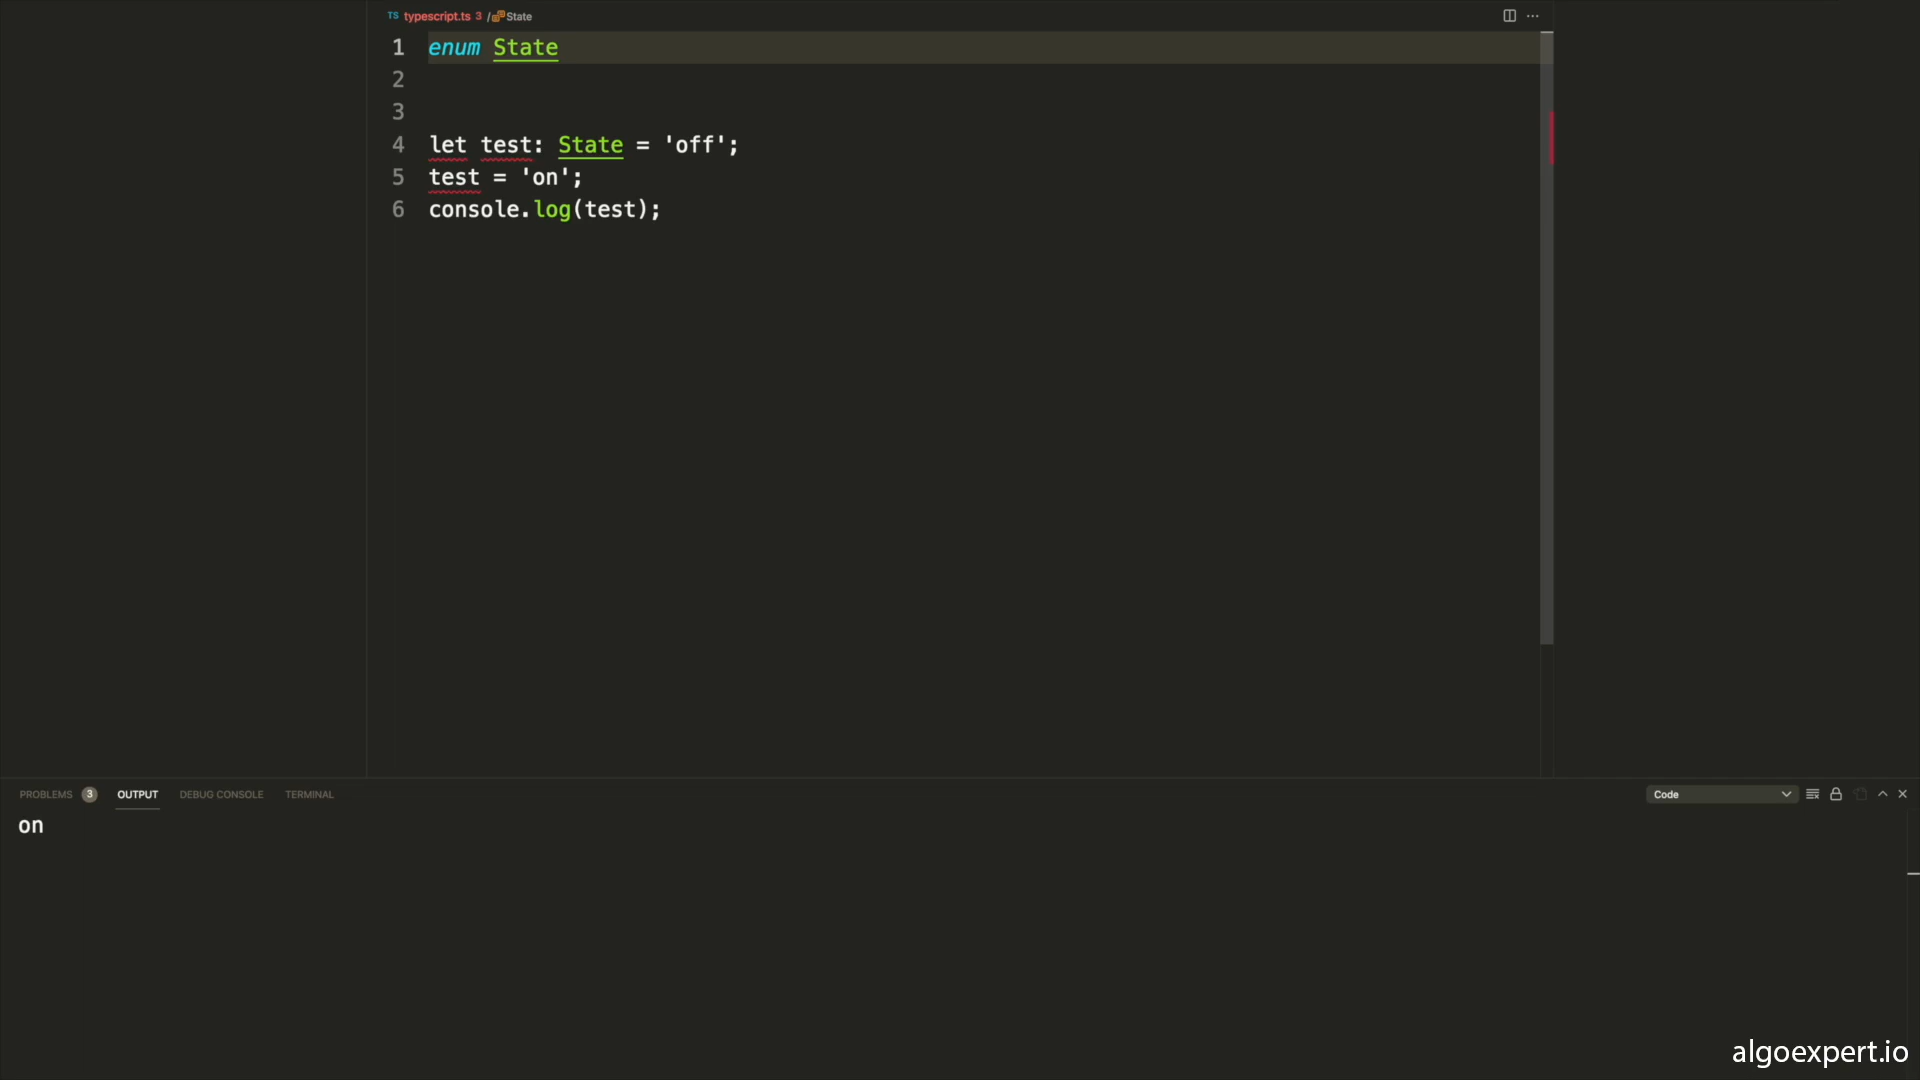 TS typescript.ts 3 / State
1 enum State
2
3
4 let test: State = 'off';
5 test = 'on';
6 console.log(test);
PROBLEMS 3 OUTPUT DEBUG CONSOLE TERMINAL Code
on
algoexpert.io